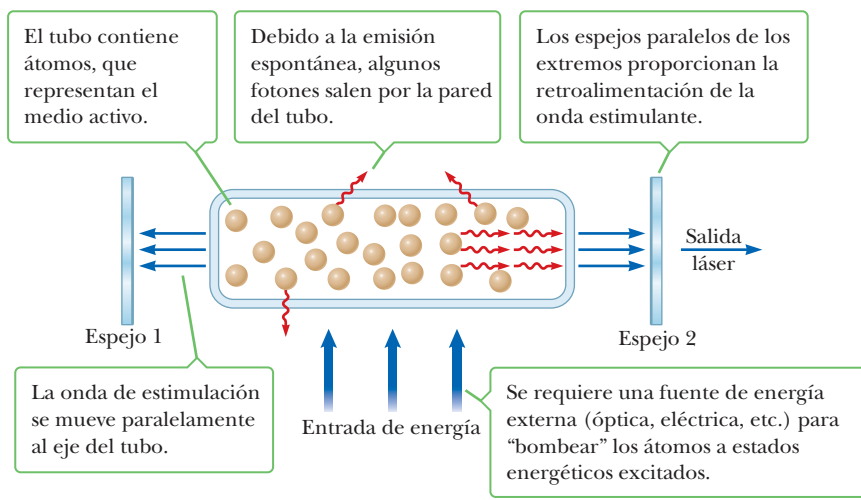 El tubo contiene
átomos, que
representan el
medio activo.
Debido a la emisión
espontánea, algunos
fotones salen por la pared
del tubo.
Los espejos paralelos de los
extremos proporcionan la
retroalimentación de la
onda estimulante.
Salida
láser
Espejo 1
Espejo 2
La onda de estimulación
se mueve paralelamente
al eje del tubo.
Entrada de energía
Se requiere una fuente de energía
externa (óptica, eléctrica, etc.) para
“bombear” los átomos a estados
energéticos excitados.